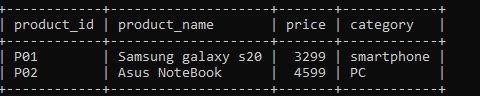 +------------+--------------------+-------+------------+
| product_id | product_name       | price | category   |
+------------+--------------------+-------+------------+
| P01        | Samsung galaxy s20 |  3299 | smartphone |
| P02        | Asus NoteBook      |  4599 | PC         |
+------------+--------------------+-------+------------+